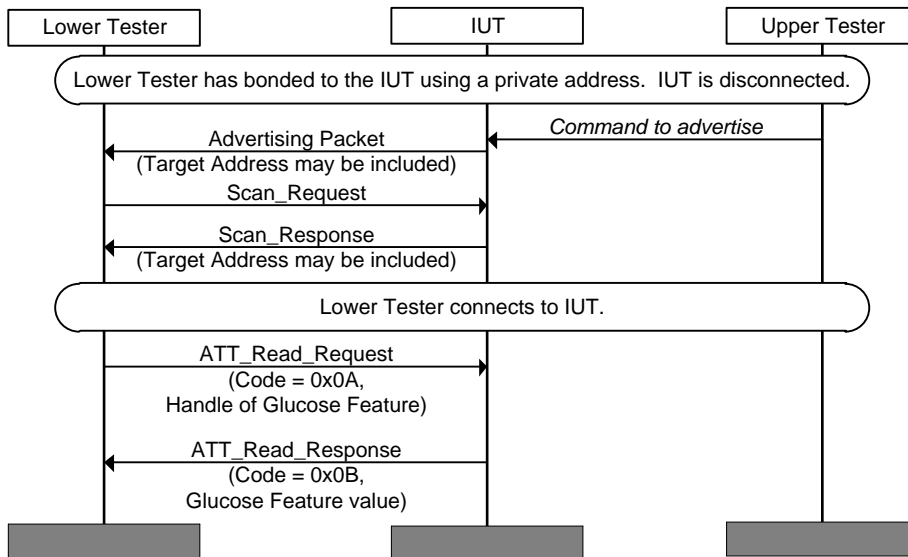 Lower Tester
IUT
Upper Tester
Lower Tester has bonded to the IUT using a private address. IUT is disconnected.
Command to advertise
Advertising Packet
(Target Address may be included)
Scan_Request
Scan_Response
(Target Address may be included)
Lower Tester connects to IUT.
ATT_Read_Request
(Code = 0x0A,
Handle of Glucose Feature)
ATT_Read_Response
(Code = 0x0B,
Glucose Feature value)